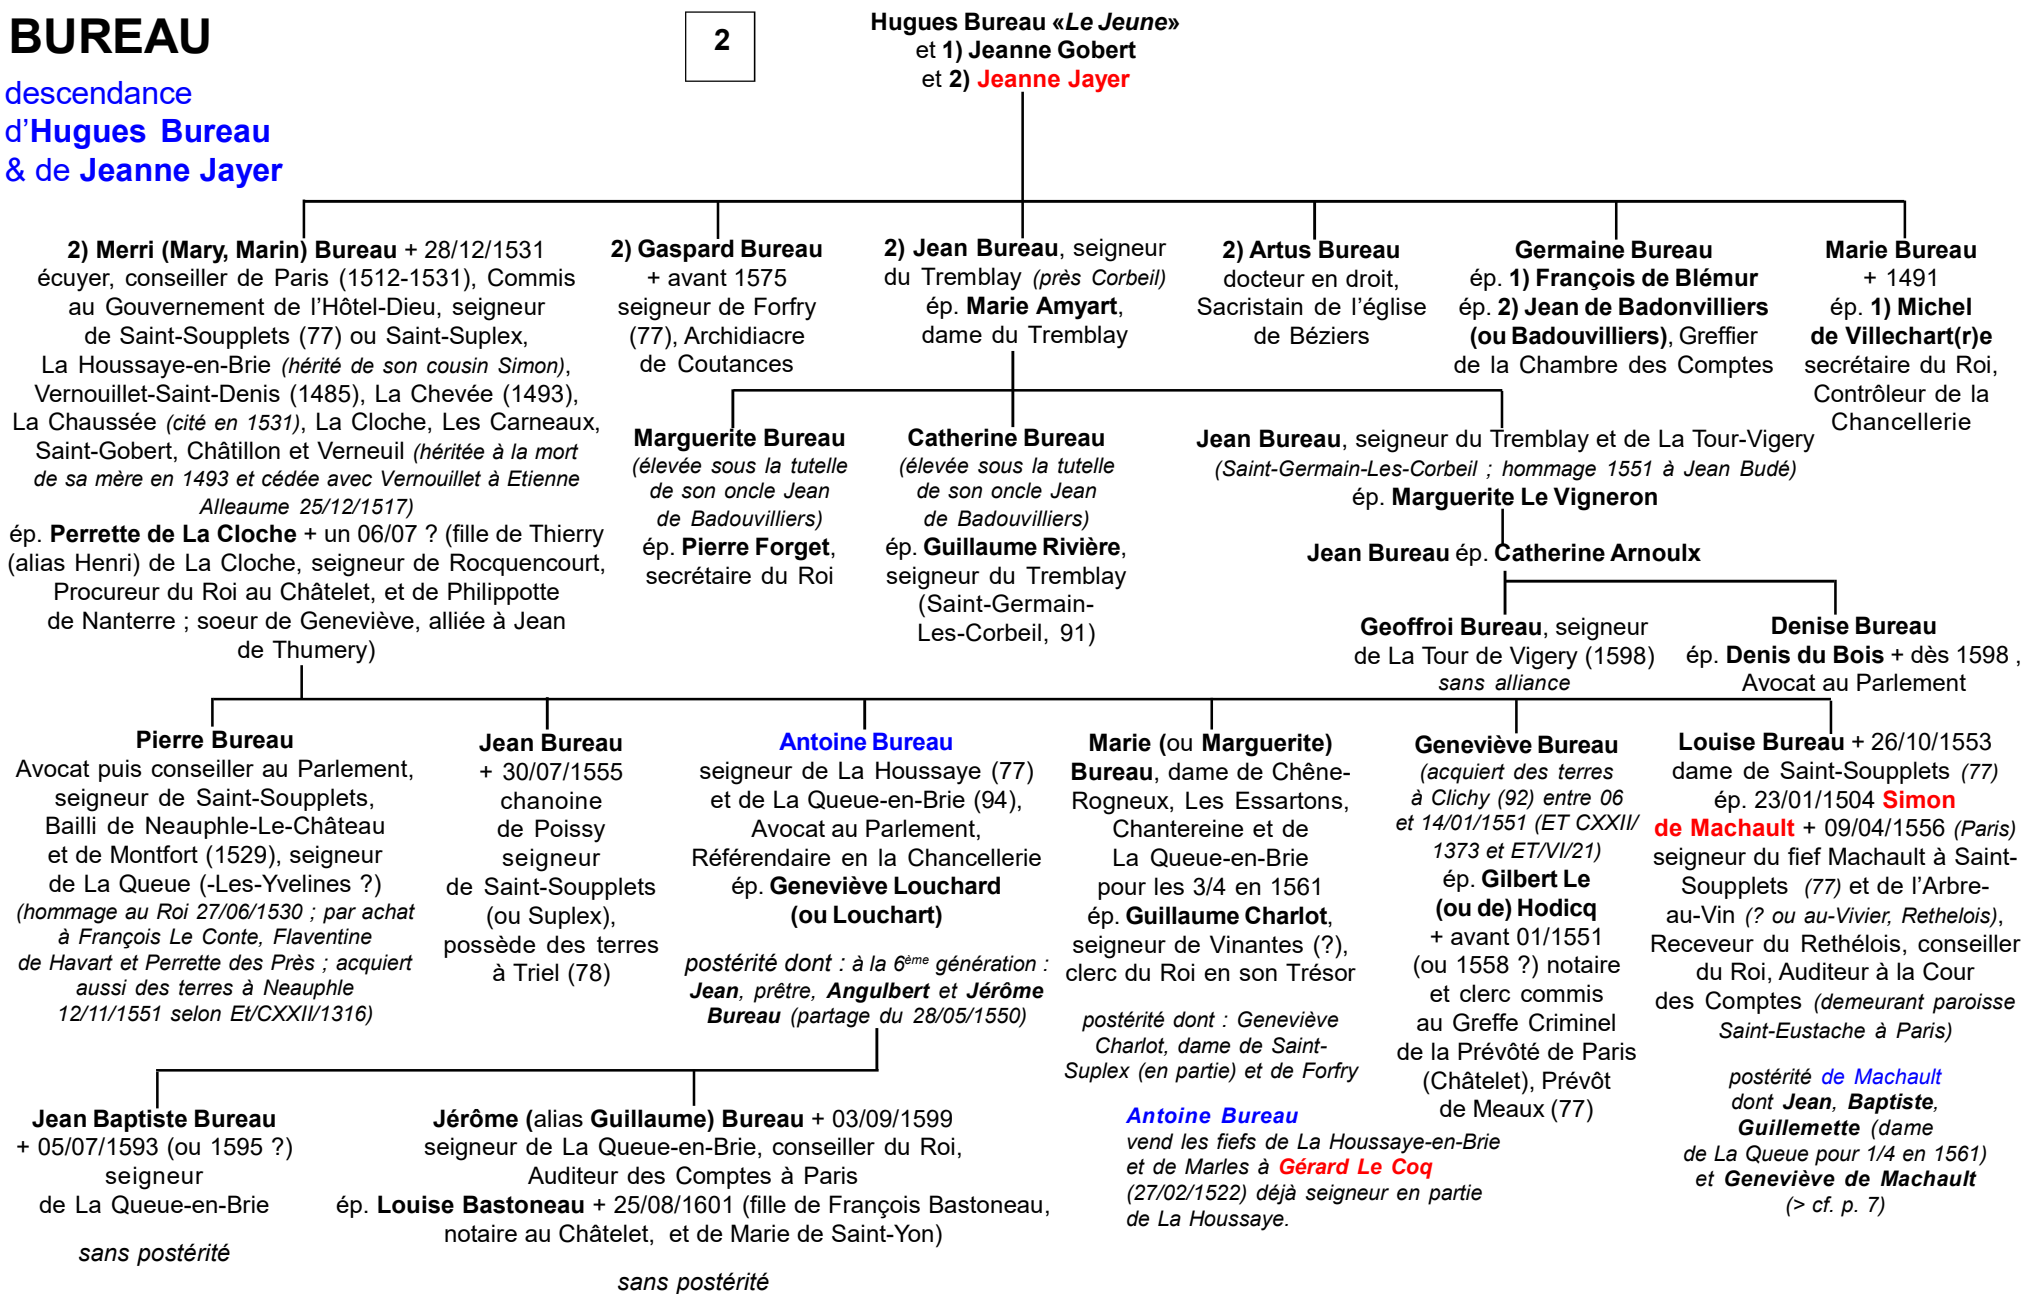 BUREAU
descendance
d’Hugues Bureau
& de Jeanne Jayer
2
Hugues Bureau «Le Jeune»
et 1) Jeanne Gobert
et 2) Jeanne Jayer
2) Merri (Mary, Marin) Bureau + 28/12/1531
écuyer, conseiller de Paris (1512-1531), Commis
au Gouvernement de l’Hôtel-Dieu, seigneur
de Saint-Soupplets (77) ou Saint-Suplex,
La Houssaye-en-Brie (hérité de son cousin Simon),
Vernouillet-Saint-Denis (1485), La Chevée (1493),
La Chaussée (cité en 1531), La Cloche, Les Carneaux,
Saint-Gobert, Châtillon et Verneuil (héritée à la mort
de sa mère en 1493 et cédée avec Vernouillet à Etienne
Alleaume 25/12/1517)
ép. Perrette de La Cloche + un 06/07 ? (fille de Thierry
(alias Henri) de La Cloche, seigneur de Rocquencourt,
Procureur du Roi au Châtelet, et de Philippotte
de Nanterre ; soeur de Geneviève, alliée à Jean
de Thumery)
2) Gaspard Bureau
+ avant 1575
seigneur de Forfry
(77), Archidiacre
de Coutances
2) Jean Bureau, seigneur
du Tremblay (près Corbeil)
ép. Marie Amyart,
dame du Tremblay
2) Artus Bureau
docteur en droit,
Sacristain de l’église
de Béziers
Germaine Bureau
ép. 1) François de Blémur
ép. 2) Jean de Badonvilliers
(ou Badouvilliers), Greffier
de la Chambre des Comptes
Marie Bureau
+ 1491
ép. 1) Michel
de Villechart(r)e
secrétaire du Roi,
Contrôleur de la
Chancellerie
Marguerite Bureau
(élevée sous la tutelle
de son oncle Jean
de Badouvilliers)
ép. Pierre Forget,
secrétaire du Roi
Catherine Bureau
(élevée sous la tutelle
de son oncle Jean
de Badouvilliers)
ép. Guillaume Rivière,
seigneur du Tremblay
(Saint-Germain-
Les-Corbeil, 91)
Jean Bureau, seigneur du Tremblay et de La Tour-Vigery
(Saint-Germain-Les-Corbeil ; hommage 1551 à Jean Budé)
ép. Marguerite Le Vigneron
Jean Bureau ép. Catherine Arnoulx
Geoffroi Bureau, seigneur
de La Tour de Vigery (1598)
sans alliance
Denise Bureau
ép. Denis du Bois + dès 1598 ,
Avocat au Parlement
Pierre Bureau
Avocat puis conseiller au Parlement,
seigneur de Saint-Soupplets,
Bailli de Neauphle-Le-Château
et de Montfort (1529), seigneur
de La Queue (-Les-Yvelines ?)
(hommage au Roi 27/06/1530 ; par achat
à François Le Conte, Flaventine
de Havart et Perrette des Près ; acquiert
aussi des terres à Neauphle
12/11/1551 selon Et/CXXII/1316)
Jean Bureau
+ 30/07/1555
chanoine
de Poissy
seigneur
de Saint-Soupplets
(ou Suplex),
possède des terres
à Triel (78)
Antoine Bureau
seigneur de La Houssaye (77)
et de La Queue-en-Brie (94),
Avocat au Parlement,
Référendaire en la Chancellerie
ép. Geneviève Louchard
(ou Louchart)
postérité dont : à la 6ème génération :
Jean, prêtre, Angulbert et Jérôme
Bureau (partage du 28/05/1550)
Marie (ou Marguerite)
Bureau, dame de Chêne-
Rogneux, Les Essartons,
Chantereine et de
La Queue-en-Brie
pour les 3/4 en 1561
ép. Guillaume Charlot,
seigneur de Vinantes (?),
clerc du Roi en son Trésor
postérité dont : Geneviève
Charlot, dame de Saint-
Suplex (en partie) et de Forfry
Geneviève Bureau
(acquiert des terres
à Clichy (92) entre 06
et 14/01/1551 (ET CXXII/
1373 et ET/VI/21)
ép. Gilbert Le
(ou de) Hodicq
+ avant 01/1551
(ou 1558 ?) notaire
et clerc commis
au Greffe Criminel
de la Prévôté de Paris
(Châtelet), Prévôt
de Meaux (77)
Louise Bureau + 26/10/1553
dame de Saint-Soupplets (77)
ép. 23/01/1504 Simon
de Machault + 09/04/1556 (Paris)
seigneur du fief Machault à Saint-
Soupplets (77) et de l’Arbre-
au-Vin (? ou au-Vivier, Rethelois),
Receveur du Rethélois, conseiller
du Roi, Auditeur à la Cour
des Comptes (demeurant paroisse
Saint-Eustache à Paris)
postérité de Machault
dont Jean, Baptiste,
Guillemette (dame
de La Queue pour 1/4 en 1561)
et Geneviève de Machault
(> cf. p. 7)
Jean Baptiste Bureau
+ 05/07/1593 (ou 1595 ?)
seigneur
de La Queue-en-Brie
sans postérité
Jérôme (alias Guillaume) Bureau + 03/09/1599
seigneur de La Queue-en-Brie, conseiller du Roi,
Auditeur des Comptes à Paris
ép. Louise Bastoneau + 25/08/1601 (fille de François Bastoneau,
notaire au Châtelet, et de Marie de Saint-Yon)
sans postérité
Antoine Bureau
vend les fiefs de La Houssaye-en-Brie
et de Marles à Gérard Le Coq
(27/02/1522) déjà seigneur en partie
de La Houssaye.